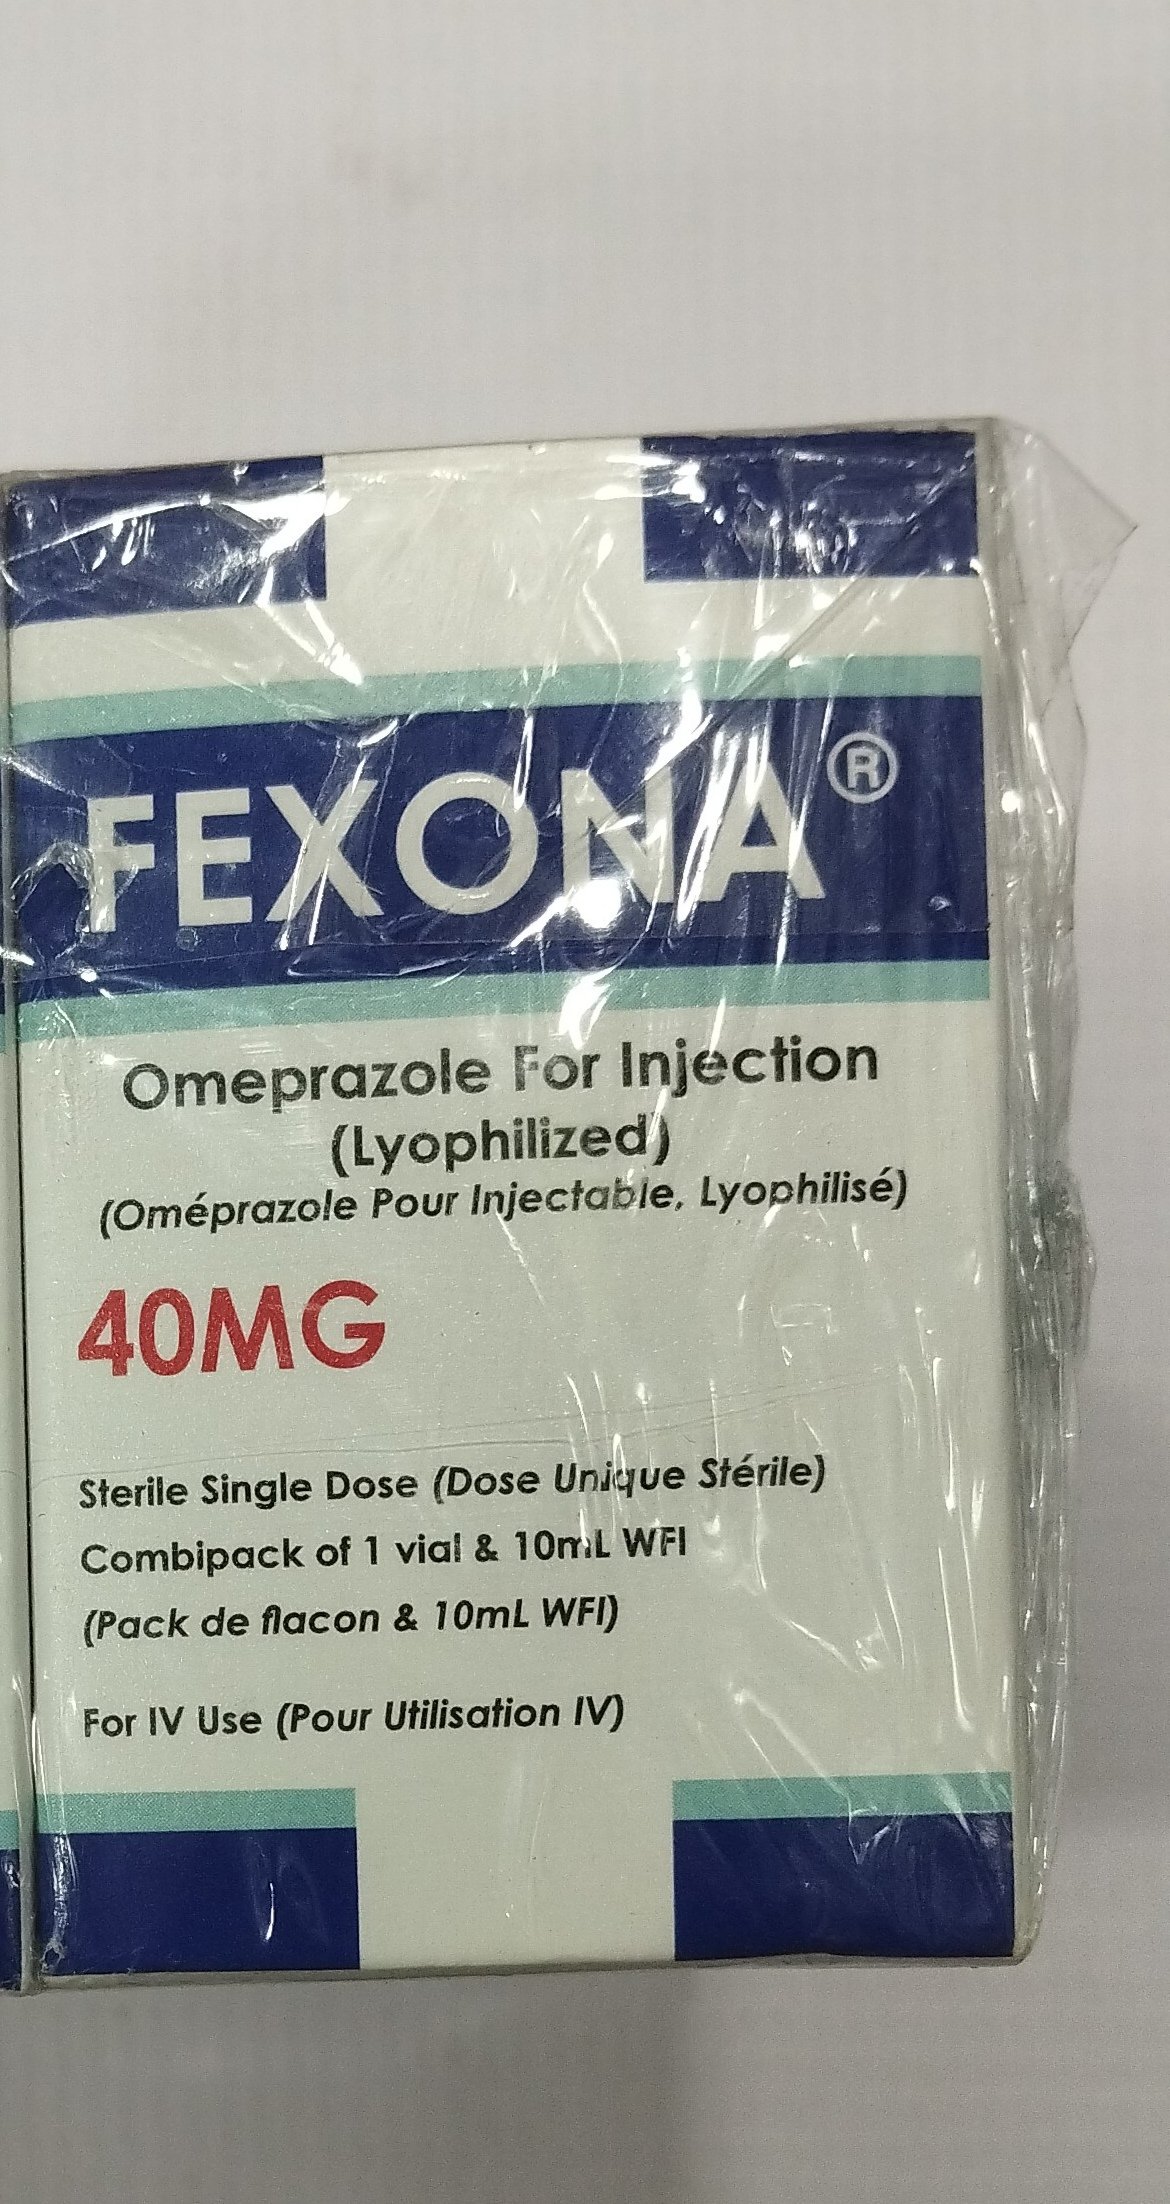 FEXONA®
Omeprazole For Injection
(Lyophilized)
(Oméprazole Pour Injectable, Lyophilisé)
40MG
Sterile Single Dose (Dose Unique Stérile)
Combipack of 1 vial & 10mL WFI
(Pack de flacon & 10mL WFI)
For IV Use (Pour Utilisation IV)